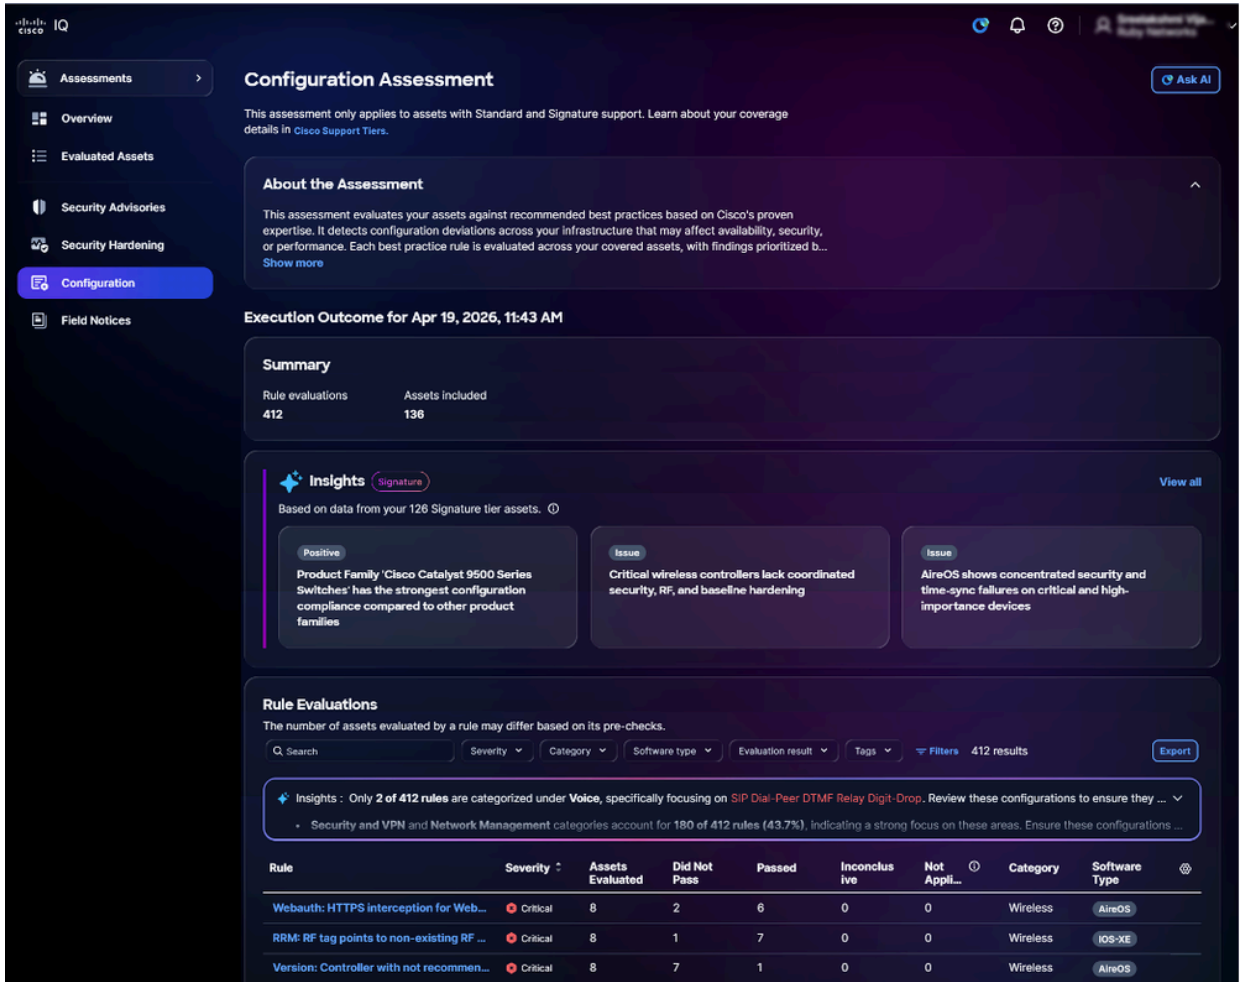 cisco IQ
Assessments
Overview
Evaluated Assets
Security Advisories
Security Hardening
Configuration
Field Notices
Configuration Assessment
Ask AI
This assessment only applies to assets with Standard and Signature support. Learn about your coverage
details in Cisco Support Tiers.
About the Assessment
This assessment evaluates your assets against recommended best practices based on Cisco's proven
expertise. It detects configuration deviations across your infrastructure that may affect availability, security,
or performance. Each best practice rule is evaluated across your covered assets, with findings prioritized b...
Show more
Execution Outcome for Apr 19, 2026, 11:43 AM
Summary
Rule evaluations Assets included
412 136
Insights Signature View all
Based on data from your 126 Signature tier assets.
Positive
Product Family 'Cisco Catalyst 9500 Series
Switches' has the strongest configuration
compliance compared to other product
families
Issue
Critical wireless controllers lack coordinated
security, RF, and baseline hardening
Issue
AireOS shows concentrated security and
time-sync failures on critical and high-
importance devices
Rule Evaluations
The number of assets evaluated by a rule may differ based on its pre-checks.
Search Severity Category Software type Evaluation result Tags Filters 412 results Export
Insights : Only 2 of 412 rules are categorized under Voice, specifically focusing on SIP Dial-Peer DTMF Relay Digit-Drop. Review these configurations to ensure they ...
• Security and VPN and Network Management categories account for 180 of 412 rules (43.7%), indicating a strong focus on these areas. Ensure these configurations ...
Rule Severity Assets Evaluated Did Not Pass Passed Inconclusive Not Appli... Category Software Type
Webauth: HTTPS interception for Web... Critical 8 2 6 0 0 Wireless AireOS
RRM: RF tag points to non-existing RF ... Critical 8 1 7 0 0 Wireless IOS-XE
Version: Controller with not recommen... Critical 8 7 1 0 0 Wireless AireOS